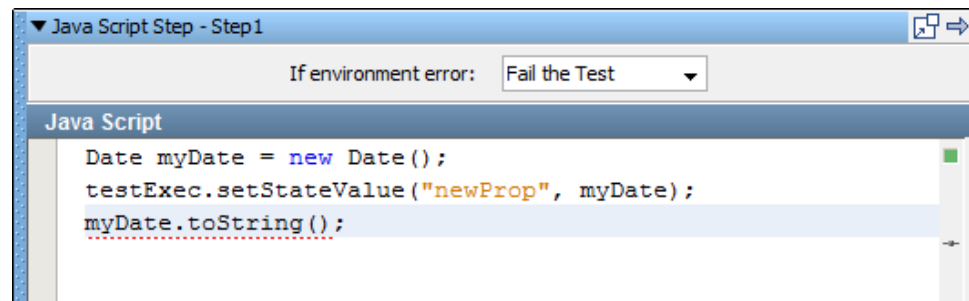 Java Script Step - Step1
If environment error: Fail the Test
Java Script
Date myDate = new Date();
testExec.setStateValue("newProp", myDate);
myDate.toString();